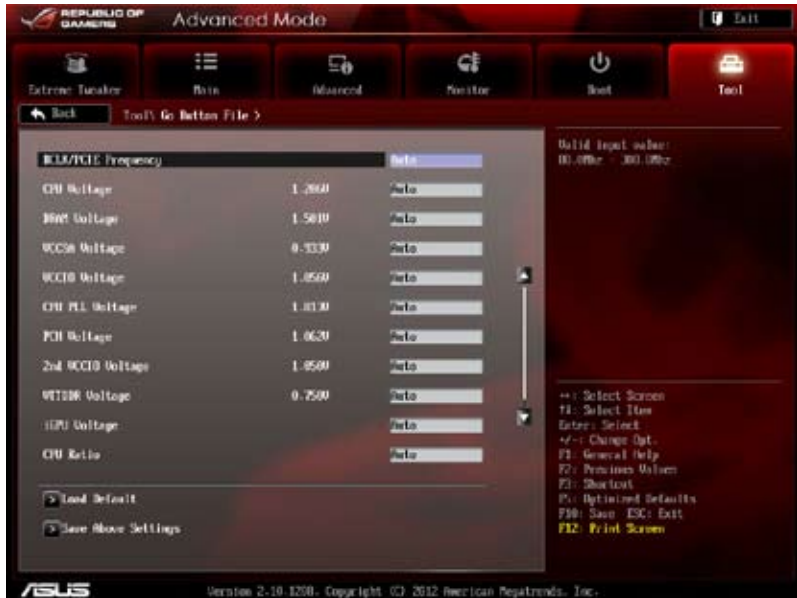 REPUBLIC OF GAMERS
Advanced Mode
Exit
Extreme Tweaker
Main
Advanced
Monitor
Boot
Tool
Back
Tool\ Go Button File >
BCLK/PCIE Frequency Auto
CPU Voltage 1.286V Auto
DRAM Voltage 1.501V Auto
VCCSA Voltage 0.933V Auto
VCCIO Voltage 1.056V Auto
CPU PLL Voltage 1.813V Auto
PCH Voltage 1.062V Auto
2nd VCCIO Voltage 1.050V Auto
VTTDDR Voltage 0.750V Auto
iGPU Voltage Auto
CPU Ratio Auto
> Load Default
> Save Above Settings
Valid input value:
80.0Mhz - 300.0Mhz
: Select Screen
: Select Item
Enter: Select
+/-: Change Opt.
F1: General Help
F2: Previous Values
F3: Shortcut
F5: Optimized Defaults
F10: Save ESC: Exit
F12: Print Screen
ASUS
Version 2.10.1208. Copyright (C) 2012 American Megatrends, Inc.